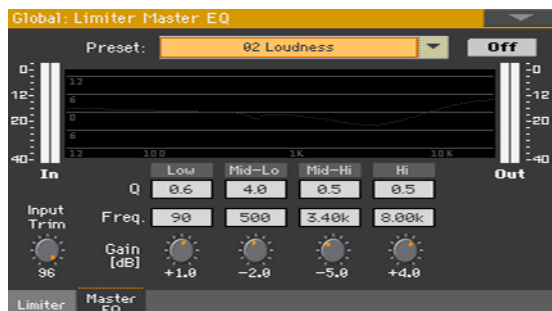 Global: Limiter Master EQ
Preset: 02 Loudness Off
0 0
12 12 12
6
20 0 20
6
40 12 100 1K 10K 40
In Low Mid-Lo Mid-Hi Hi Out
Q 0.6 4.0 0.5 0.5
Input Trim Freq. 90 500 3.40k 8.00k
Gain [dB]
96 +1.0 -2.0 -5.0 +4.0
Limiter Master EQ